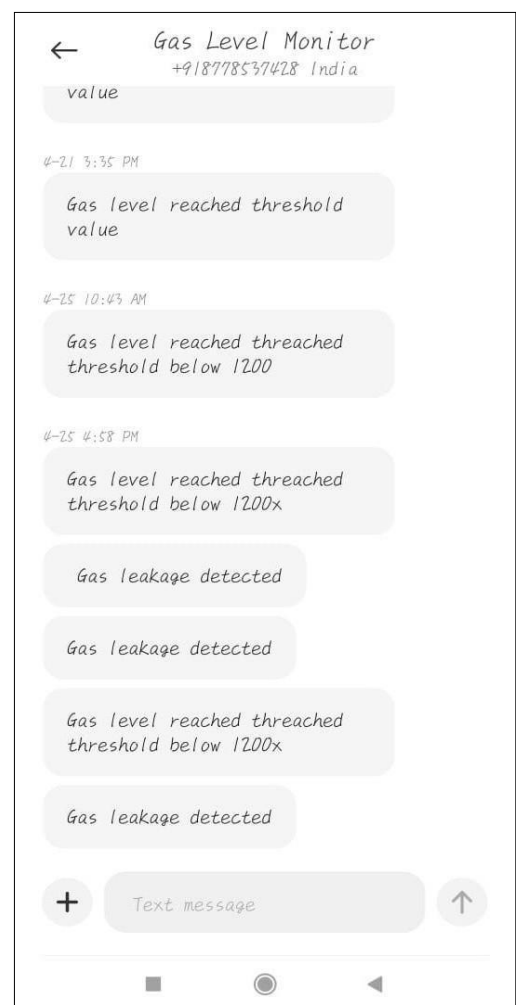 Gas Level Monitor
+918778537428 India
value
4-21 3:35 PM
Gas level reached threshold
value
4-25 10:43 AM
Gas level reached threached
threshold below 1200
4-25 4:58 PM
Gas level reached threached
threshold below 1200x
Gas leakage detected
Gas leakage detected
Gas level reached threached
threshold below 1200x
Gas leakage detected
Text message